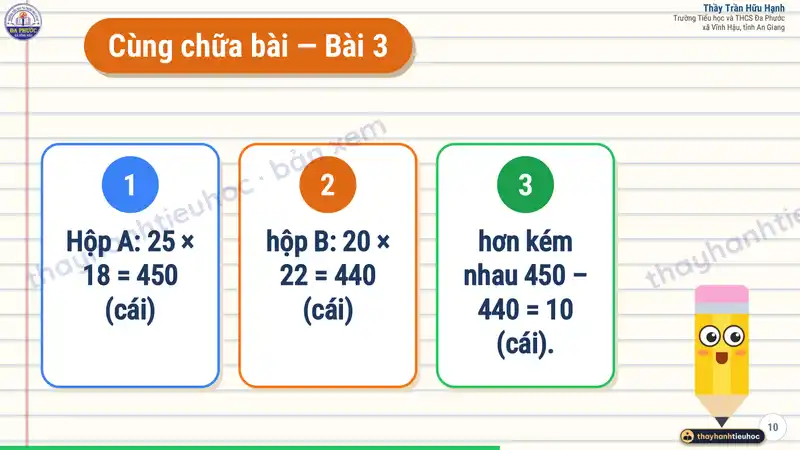 Thầy Trần Hữu Hạnh
Trường Tiểu học và THCS Đa Phước
xã Vĩnh Hậu, tỉnh An Giang
ĐA PHƯỚC
Cùng chữa bài – Bài 3
1
Hộp A: 25 ×
18 = 450
(cái)
2
hộp B: 20 ×
22 = 440
(cái)
3
hơn kém
nhau 450 –
440 = 10
(cái).
thayhanhtieuhoc · bản xem
thayhanhtie
thayhanhtieuhoc
10